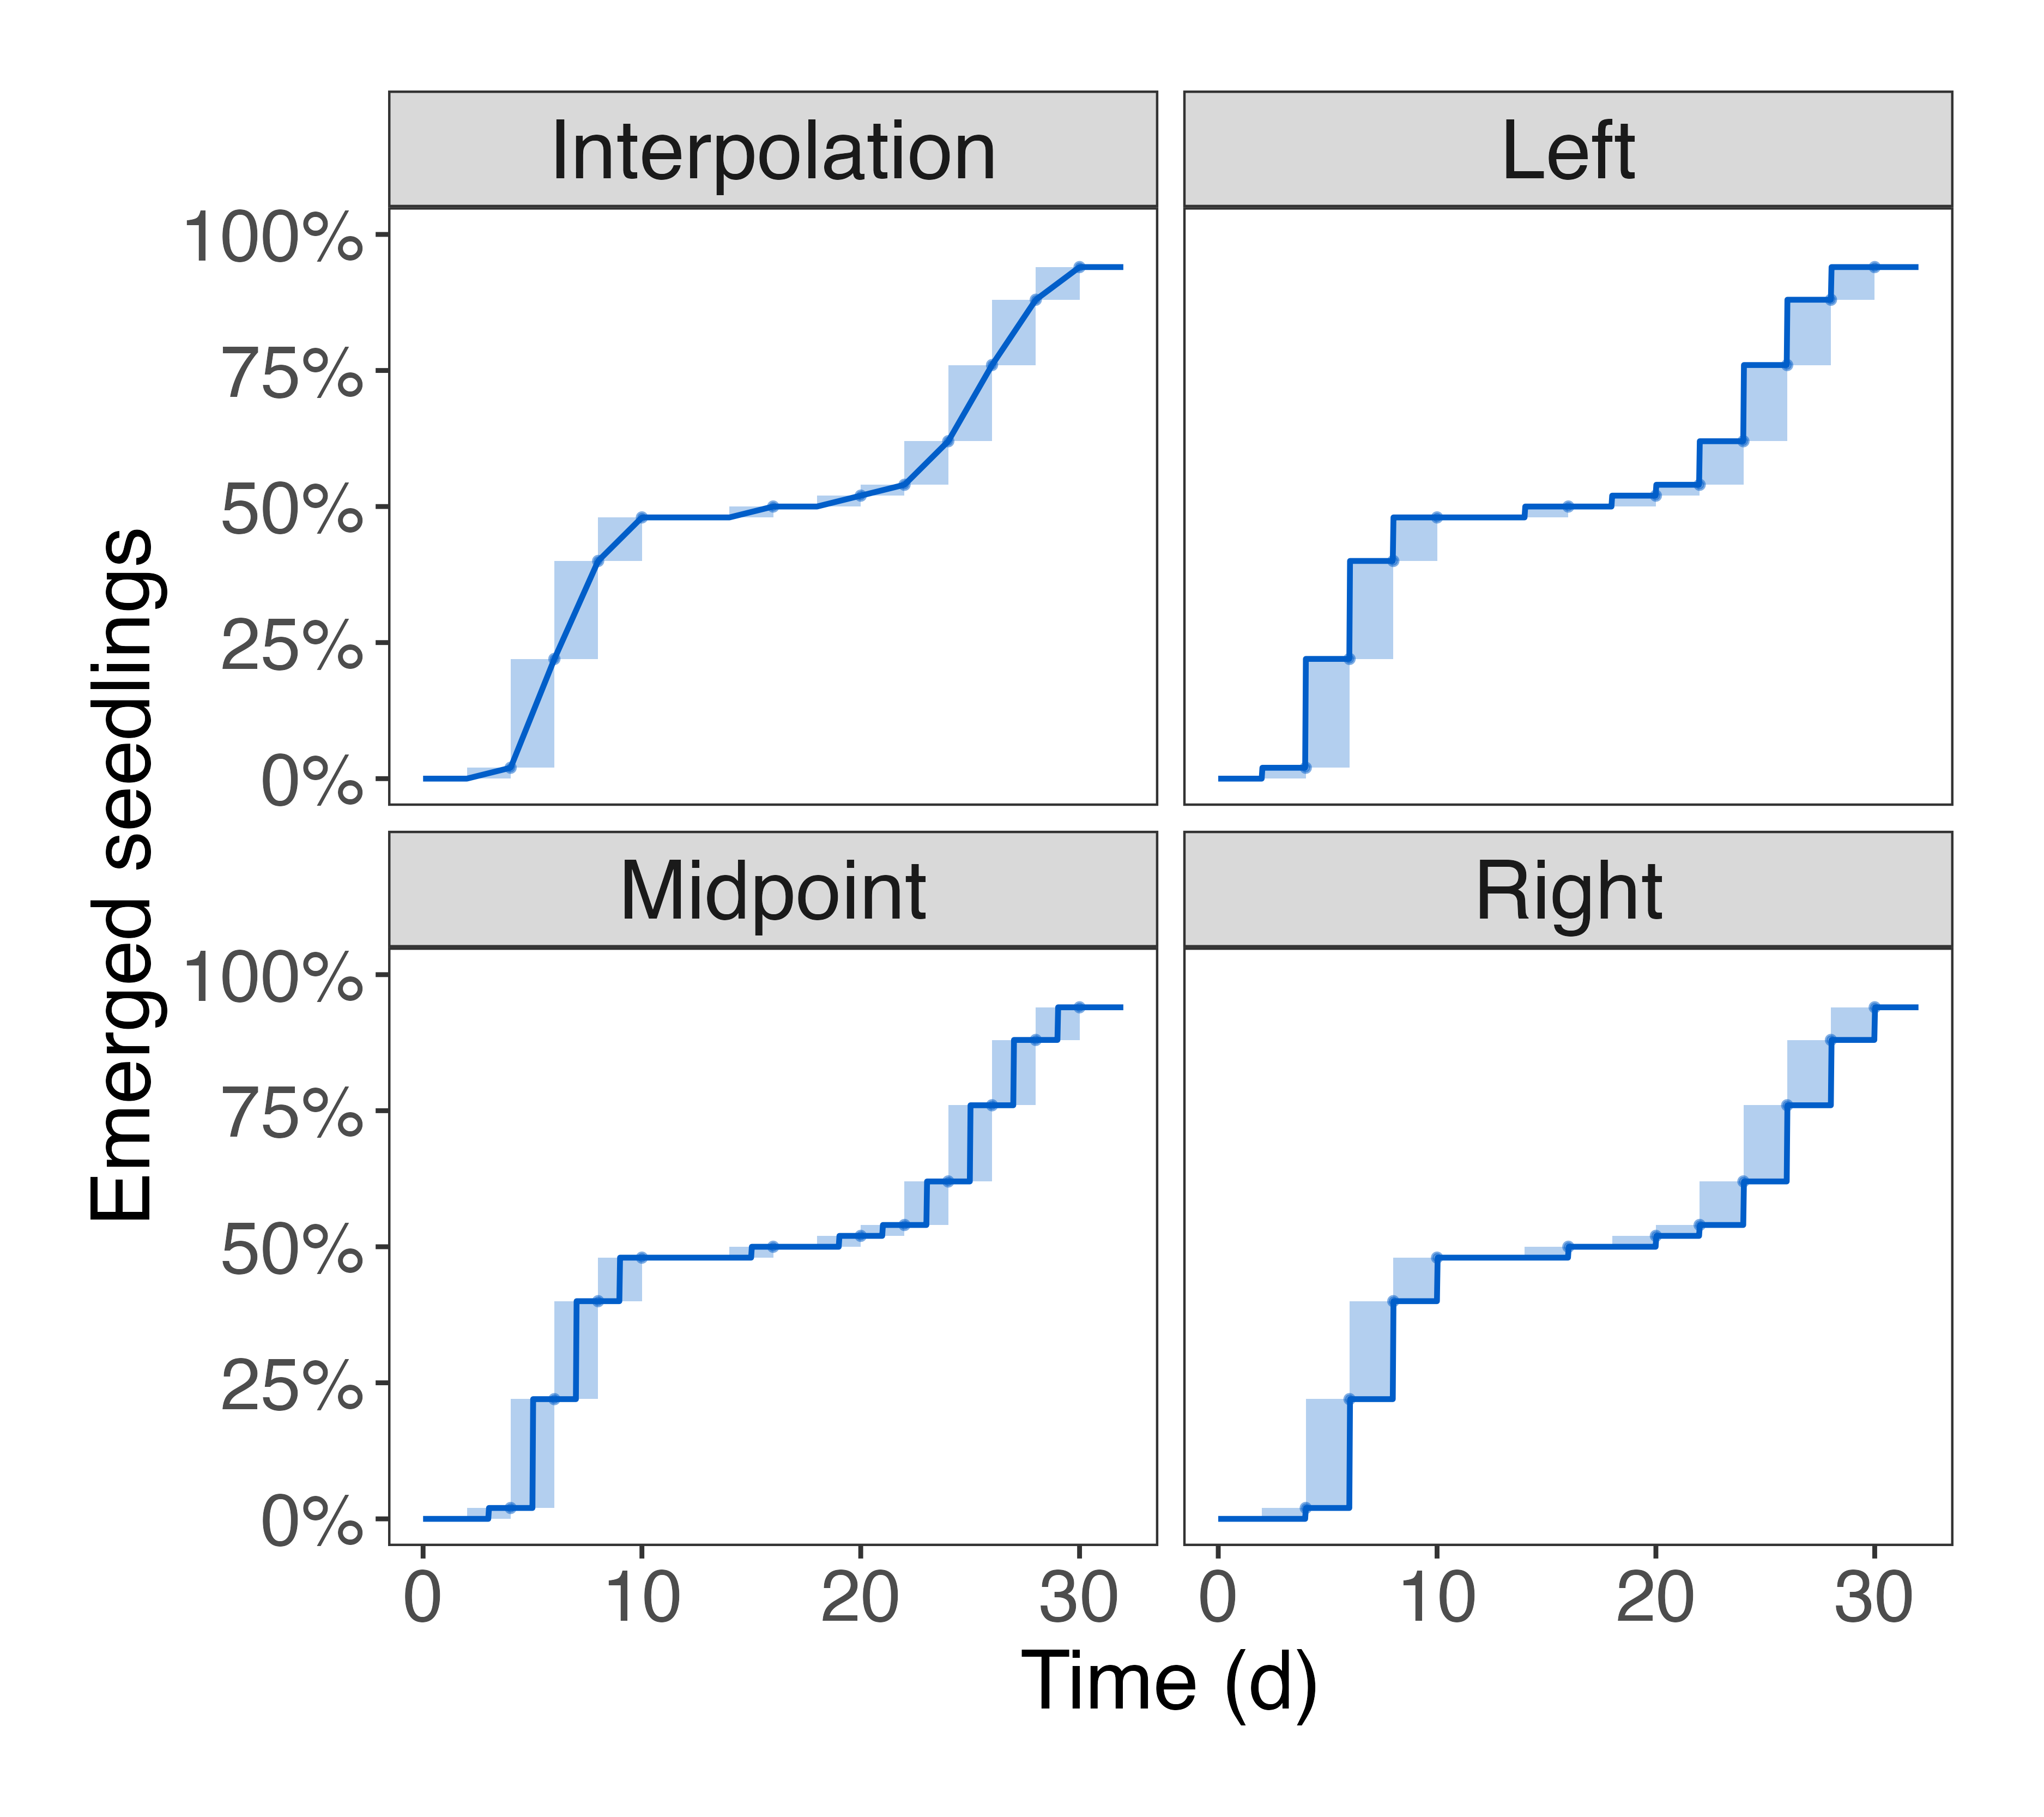 Interpolation
Left
100%
75%
50%
25%
0%
Midpoint
Right
100%
75%
50%
25%
0%
0 10 20 30
0 10 20 30
Time (d)
Emerged seedlings